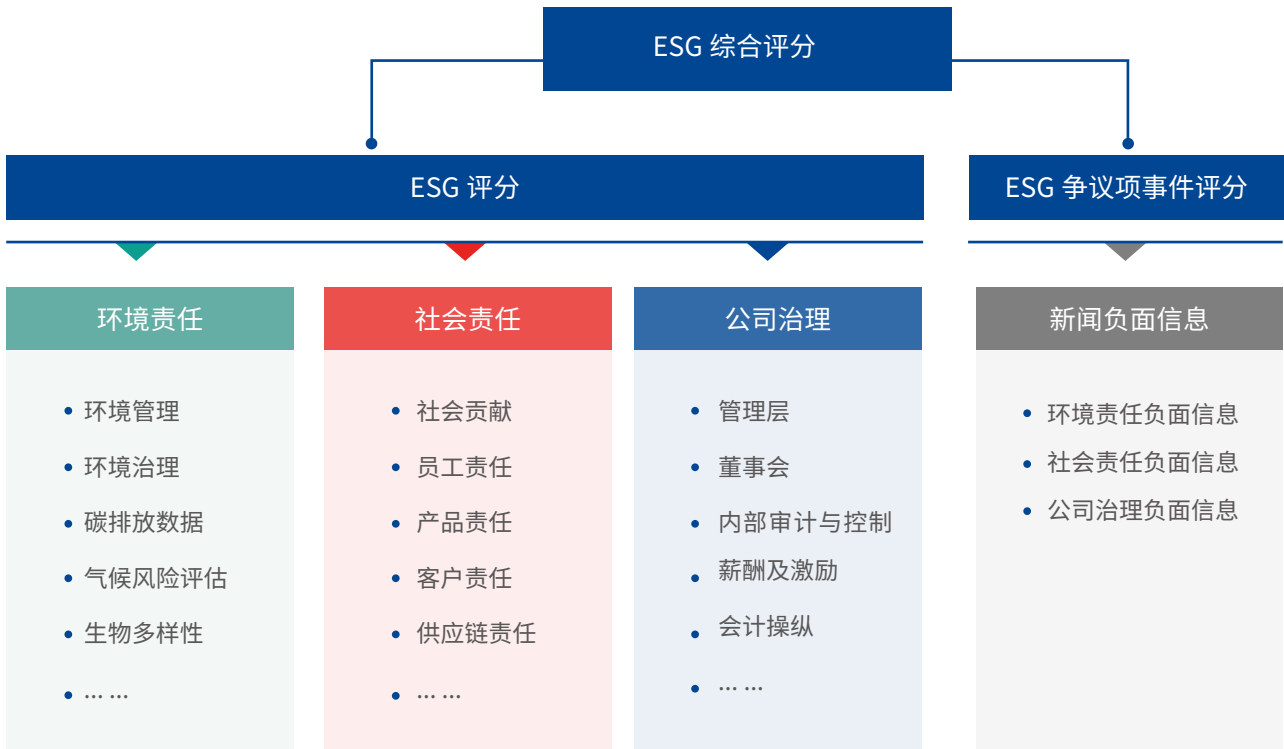 ESG 综合评分
ESG 评分
ESG 争议项事件评分
环境责任
• 环境管理
• 环境治理
• 碳排放数据
• 气候风险评估
• 生物多样性
• ... ...
社会责任
• 社会贡献
• 员工责任
• 产品责任
• 客户责任
• 供应链责任
• ... ...
公司治理
• 管理层
• 董事会
• 内部审计与控制
• 薪酬及激励
• 会计操纵
• ... ...
新闻负面信息
• 环境责任负面信息
• 社会责任负面信息
• 公司治理负面信息